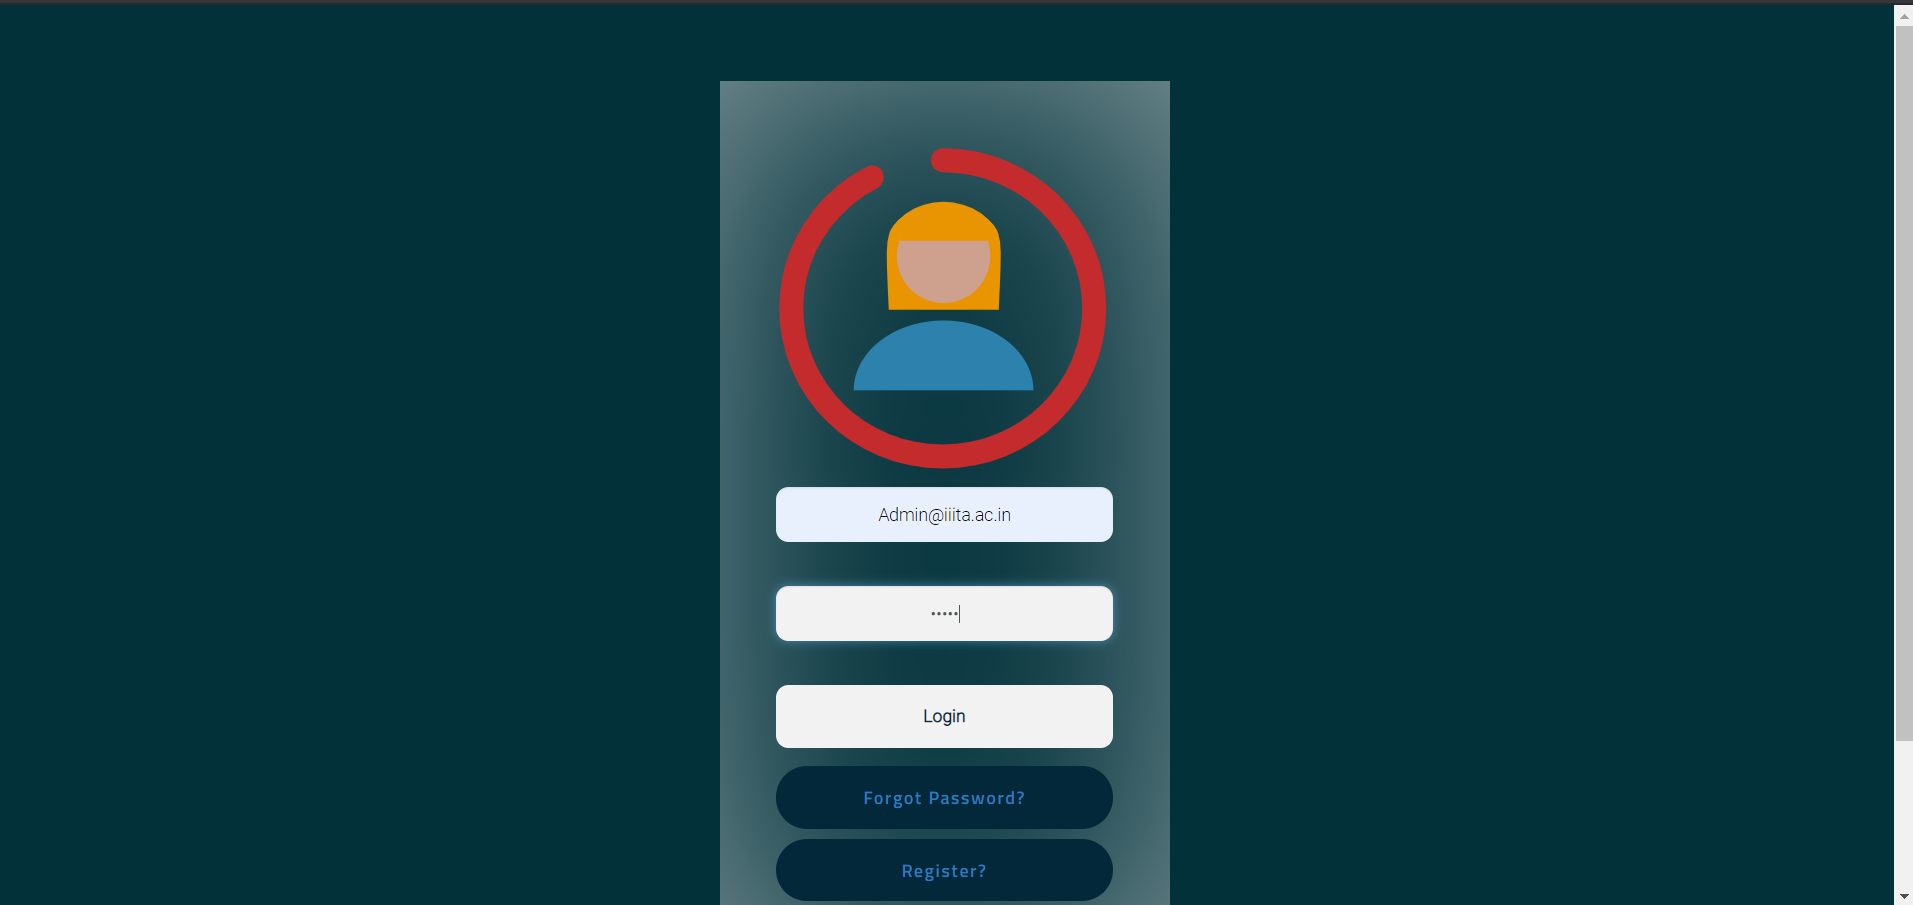 Admin@iiita.ac.in
•••••
Login
Forgot Password?
Register?